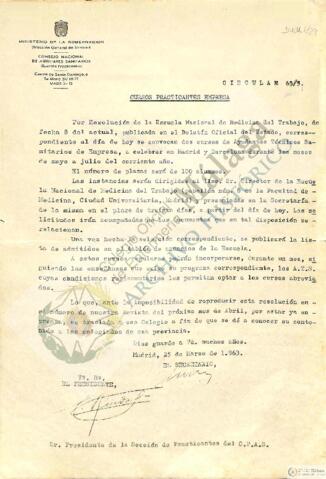 MINISTERIO DE LA GOBERNACION
Dirección General de Sanidad
CONSEJO NACIONAL
DE AUXILIARES SANITARIOS
MADRID
CIRCULAR 63/3.
CURSOS PRACTICANTES EMPRESA
Por Resolución de la Escuela Nacional de Medicina del Trabajo, de
fecha 8 del actual, publicada en el Boletín Oficial del Estado, corres-
pondiente al día de hoy se convocan dos cursos de Ayudantes Técnicos Sa-
nitarios de Empresa, a celebrar en Madrid y Barcelona durante los meses
de mayo a julio del corriente año.
El número de plazas será de 100 alumnos.
Las instancias serán dirigidas al Ilmo. Sr. Director de la Escue
la Nacional de Medicina del Trabajo, Facultad de
Medicina, Ciudad Universitaria, Madrid y presentadas en la Secretaría
de la misma en el plazo de treinta días, a partir del día de hoy. Las so
licitudes irán acompañadas de los documentos que en tal disposición se
relacionan.
Una vez hecha la selección correspondiente, se publicará la lista
de admitidos en el tablón de anuncios de la Escuela.
A estos cursos podrán incorporarse, durante un mes, si
guiendo las enseñanzas que su programa correspondiente, los A.T.S.
cuyas condiciones reglamentarias les permitan optar a los cursos abrevia
dos.
Lo que, ante la imposibilidad de reproducir esta resolución en
el número de nuestra Revista del próximo mes de abril, por estar ya en
prensa, se traslada a ese Colegio a fin de que se dé a conocer su conteni-
do a los colegiados de esa provincia.
Dios guarde a Vd. muchos años.
Madrid, 25 de Marzo de 1.963.
EL SECRETARIO,
Vº. Bº.
EL PRESIDENTE,
Sr. Presidente de la Sección de Practicantes del C.P.A.S.